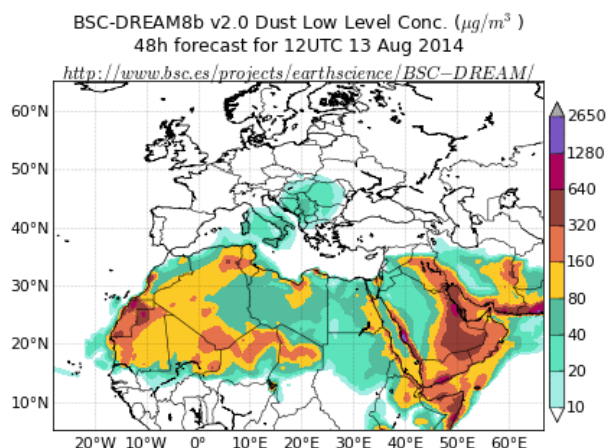 BSC-DREAM8b v2.0 Dust Low Level Conc. (μg/m³ )
48h forecast for 12UTC 13 Aug 2014
http://www.bsc.es/projects/earthscience/BSC−DREAM/
60°N
50°N
40°N
30°N
20°N
10°N
20°W 10°W 0° 10°E 20°E 30°E 40°E 50°E 60°E
2650
1280
640
320
160
80
40
20
10